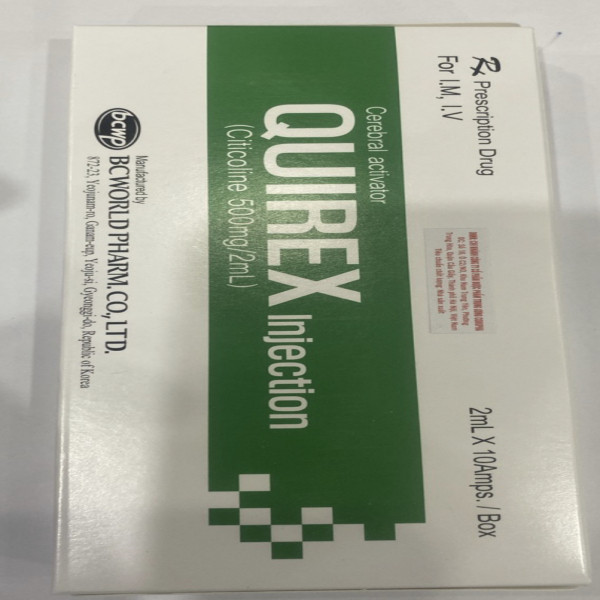 Rx Prescription Drug
For I.M, I.V
2mL X 10Amps. / Box
Cerebral activator
QUIREX Injection
(Citicoline 500mg/2mL)
bcwp
Manufactured by
BCWORLD PHARM. CO., LTD.
872-23, Yeojunam-ro, Ganam-eup, Yeoju-si, Gyeonggi-do, Republic of Korea